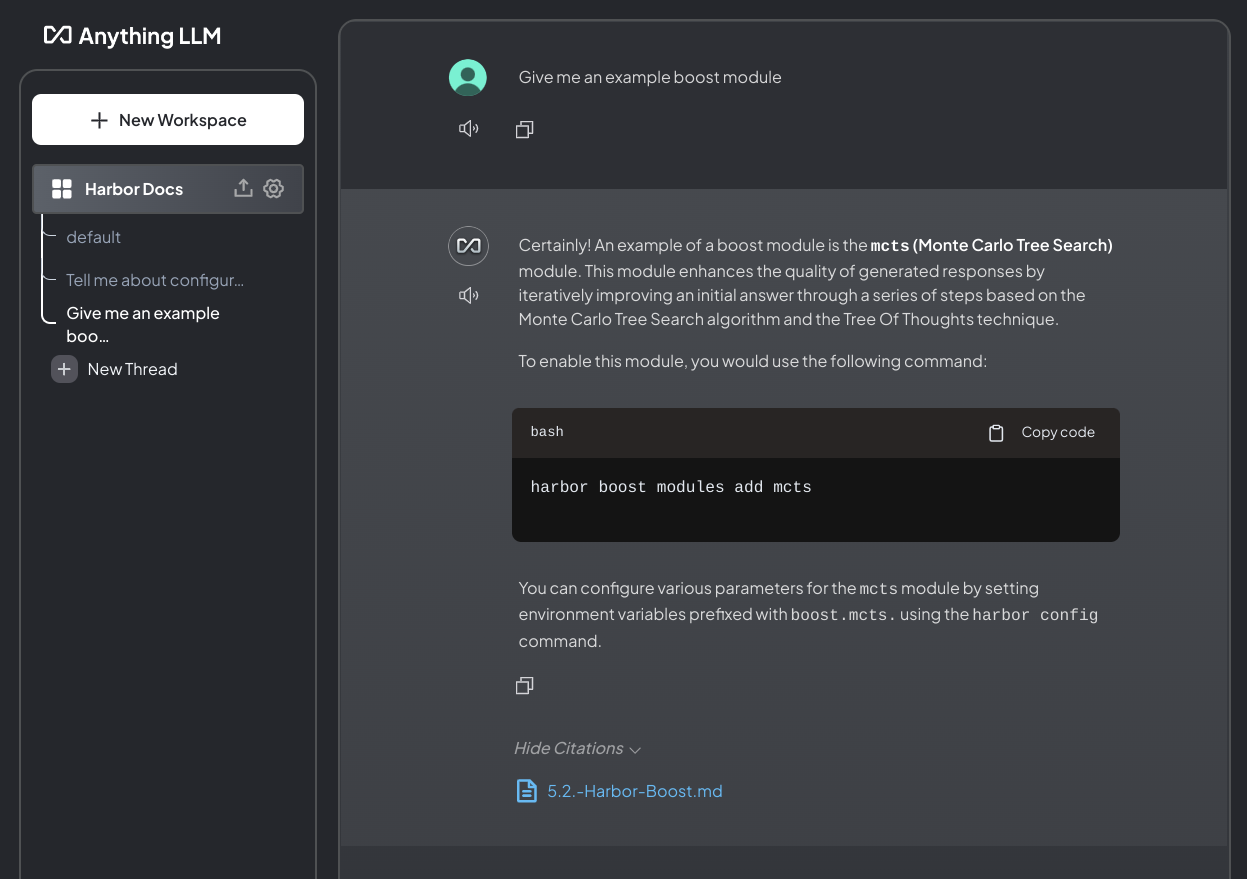 Anything LLM
New Workspace
Harbor Docs
default
Tell me about configur...
Give me an example
boo...
New Thread
Give me an example boost module
Certainly! An example of a boost module is the mcts (Monte Carlo Tree Search)
module. This module enhances the quality of generated responses by
iteratively improving an initial answer through a series of steps based on the
Monte Carlo Tree Search algorithm and the Tree Of Thoughts technique.
To enable this module, you would use the following command:
bash
Copy code
harbor boost modules add mcts
You can configure various parameters for the mcts module by setting
environment variables prefixed with boost.mcts. using the harbor config
command.
Hide Citations
5.2.-Harbor-Boost.md